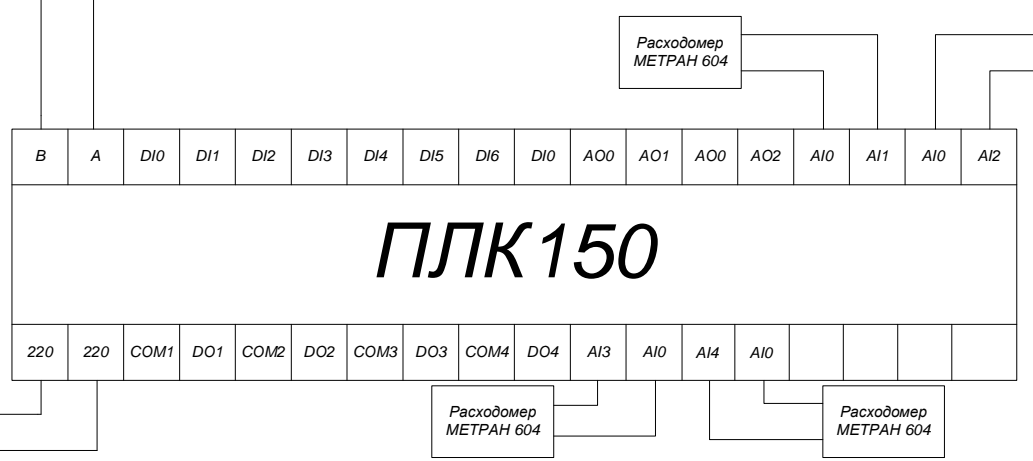 Расходомер
МЕТРАН 604
B A DI0 DI1 DI2 DI3 DI4 DI5 DI6 DI0 AO0 AO1 AO0 AO2 AI0 AI1 AI0 AI2
ПЛК150
220 220 COM1 DO1 COM2 DO2 COM3 DO3 COM4 DO4 AI3 AI0 AI4 AI0
Расходомер
МЕТРАН 604
Расходомер
МЕТРАН 604